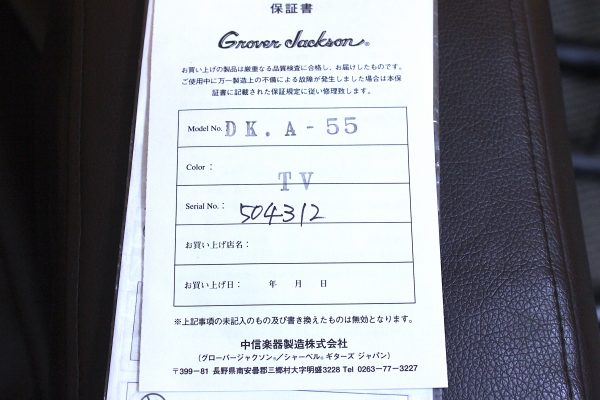 保証書
Grover Jackson®
お買い上げの製品は厳重なる品質検査に合格し、お届けしたものです。
ご使用中に万一製造上の不備による故障が発生しました場合は本保
証書に記載された保証規定に従い修理致します。
Model No. DK.A-55
Color : TV
Serial No. : 504312
お買い上げ店名 :
お買い上げ日 : 年 月 日
※上記事項の未記入のもの及び書き換えたものは無効となります。
中信楽器製造株式会社
(グローバージャクソン®/シャーベル® ギターズ ジャパン)
〒399-81 長野県南安曇郡三郷村大字明盛3228 Tel 0263-77-3227